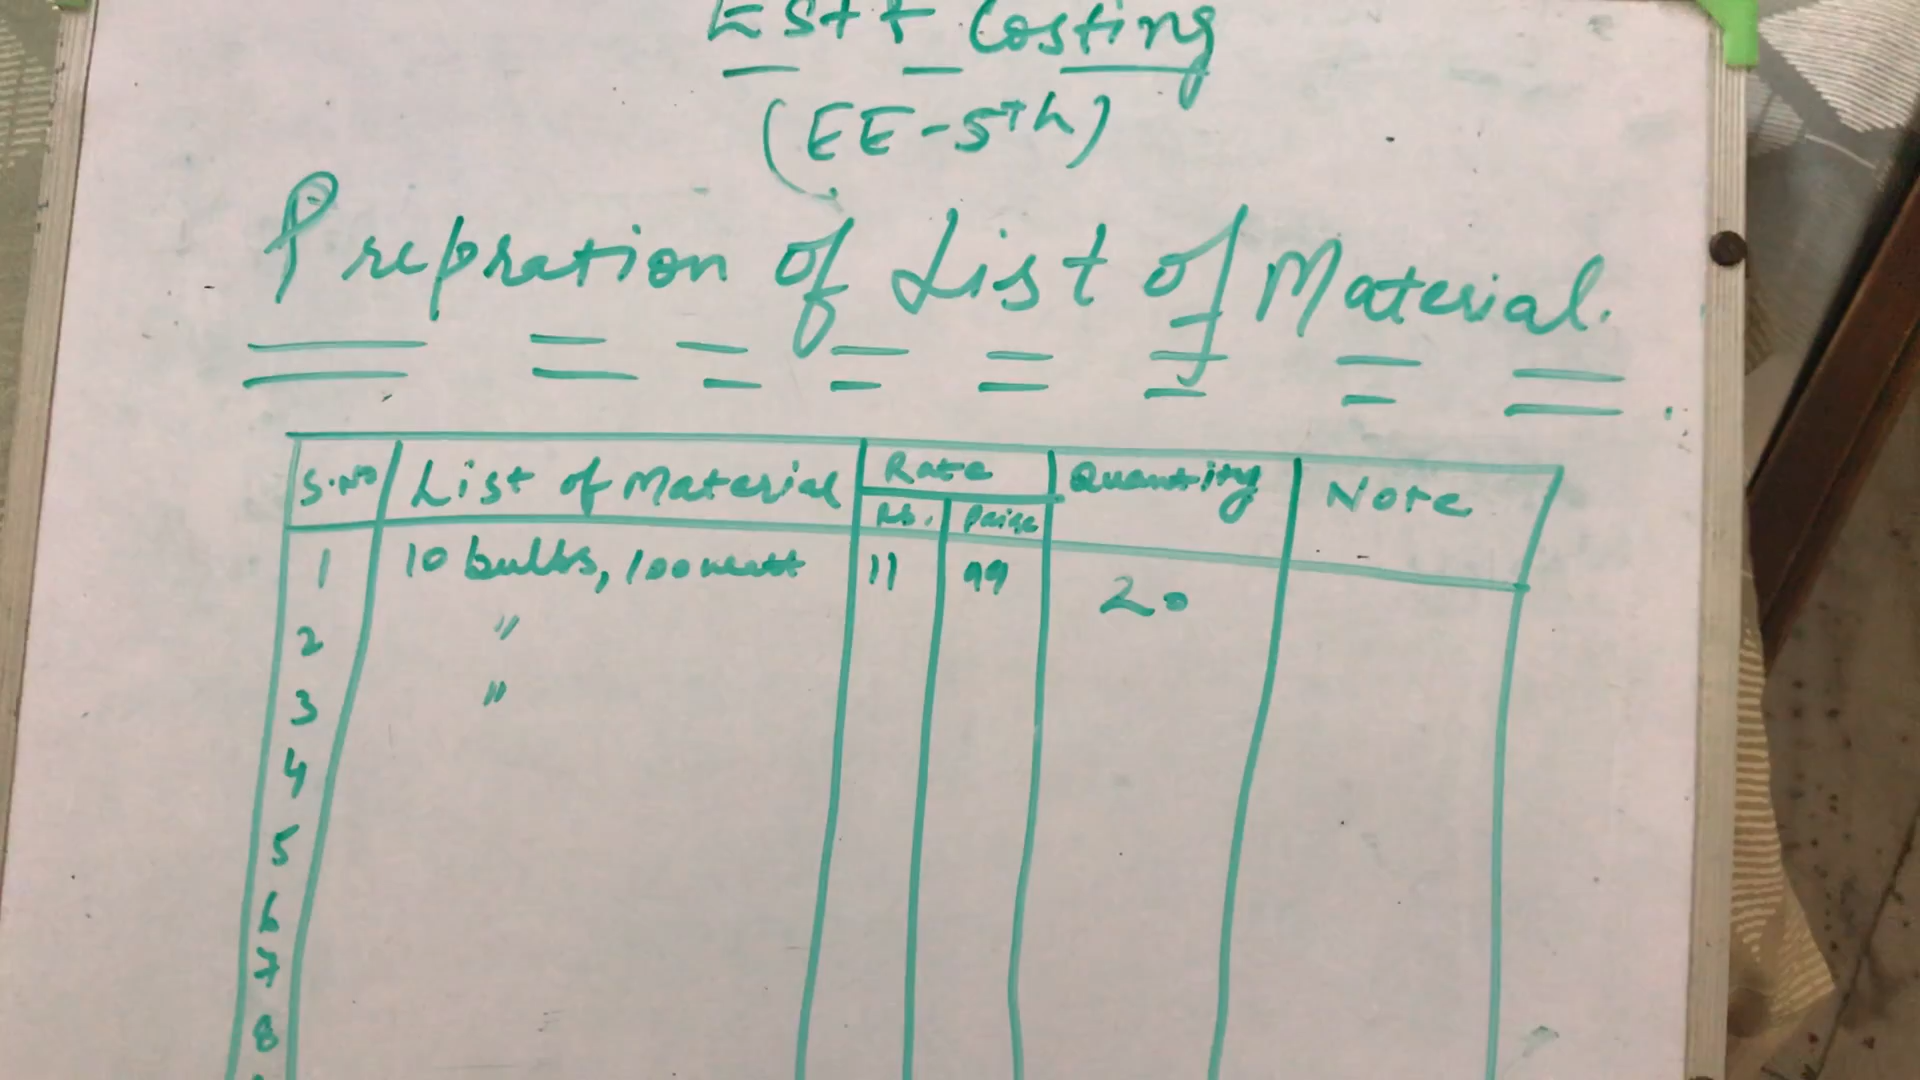 Estt Costing
(EE-5th)
Prepration of List of Material.
S.No List of Material Rate Quantity Note
Rs. Paise
1 10 bulbs, 100 watt 11 99 20
2 "
3 "
4
5
6
7
8